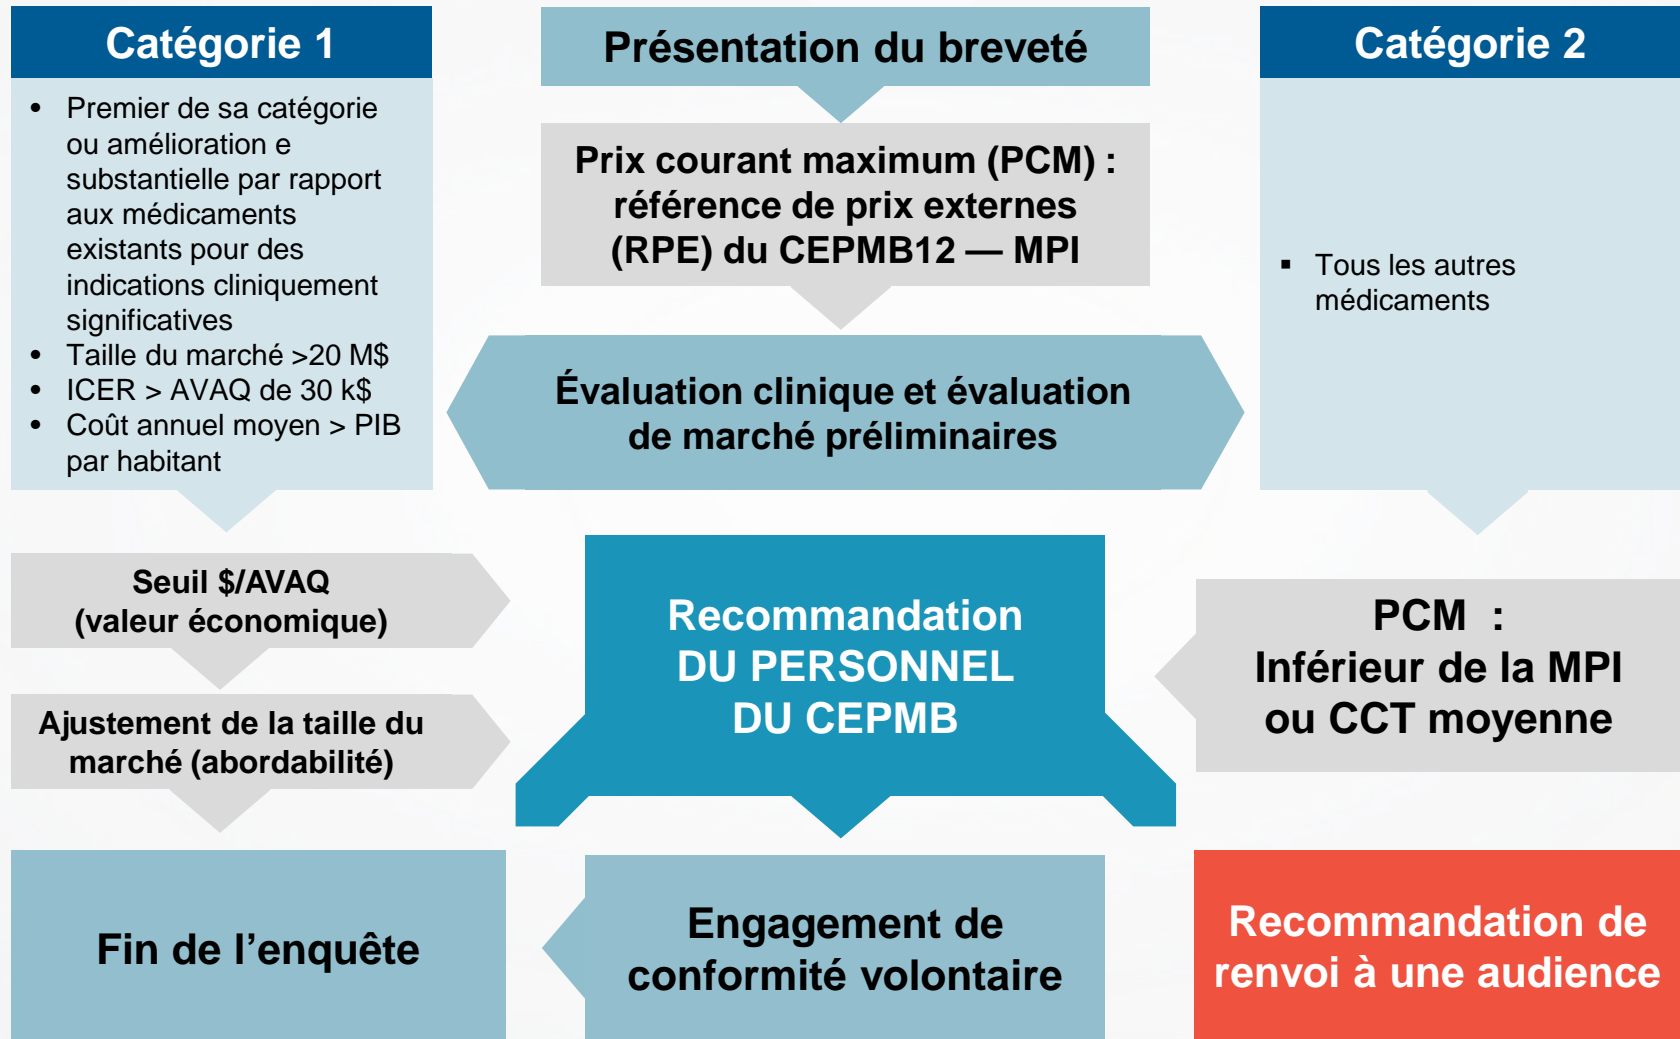 Catégorie 1
• Premier de sa catégorie
ou amélioration e
substantielle par rapport
aux médicaments
existants pour des
indications cliniquement
significatives
• Taille du marché >20 M$
• ICER > AVAQ de 30 k$
• Coût annuel moyen > PIB
par habitant
Seuil $/AVAQ
(valeur économique)
Ajustement de la taille du
marché (abordabilité)
Fin de l’enquête
Présentation du breveté
Prix courant maximum (PCM) :
référence de prix externes
(RPE) du CEPMB12 — MPI
Évaluation clinique et évaluation
de marché préliminaires
Recommandation
DU PERSONNEL
DU CEPMB
Engagement de
conformité volontaire
Catégorie 2
▪ Tous les autres
médicaments
PCM :
Inférieur de la MPI
ou CCT moyenne
Recommandation de
renvoi à une audience